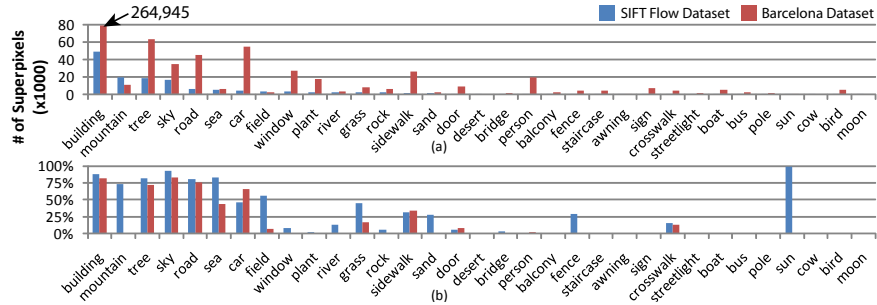 264,945
SIFT Flow Dataset
Barcelona Dataset
# of Superpixels
(x1000)
80
60
40
20
0
building
mountain
tree
sky
road
sea
car
field
window
plant
river
grass
rock
sidewalk
sand
door
desert
bridge
person
balcony
fence
staircase
awning
sign
crosswalk
streetlight
boat
bus
pole
sun
cow
bird
moon
(a)
100%
75%
50%
25%
0%
building
mountain
tree
sky
road
sea
car
field
window
plant
river
grass
rock
sidewalk
sand
door
desert
bridge
person
balcony
fence
staircase
awning
sign
crosswalk
streetlight
boat
bus
pole
sun
cow
bird
moon
(b)